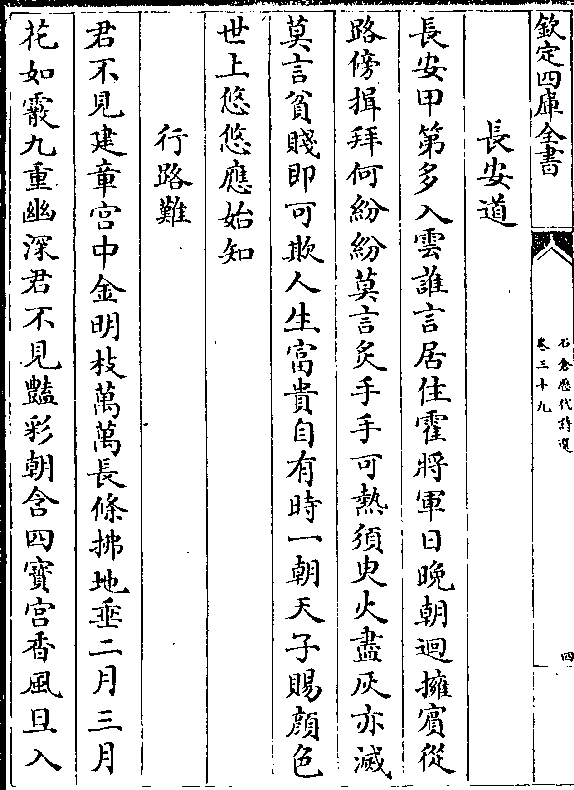 欽定四庫全書
石倉歷代詩選
卷三十九
四
長安道
長安甲第多入雲誰言居住霍將軍日晚朝迴擁賓從
路傍揖拜何紛紛莫言炙手手可熱須臾火盡灰亦滅
莫言貧賤即可欺人生富貴自有時一朝天子賜顔色
世上悠悠應始知
行路難
君不見建章宫中金明枝萬萬長條拂地垂二月三月
花如霰九重幽深君不見豔彩朝含四寳宫香風旦入